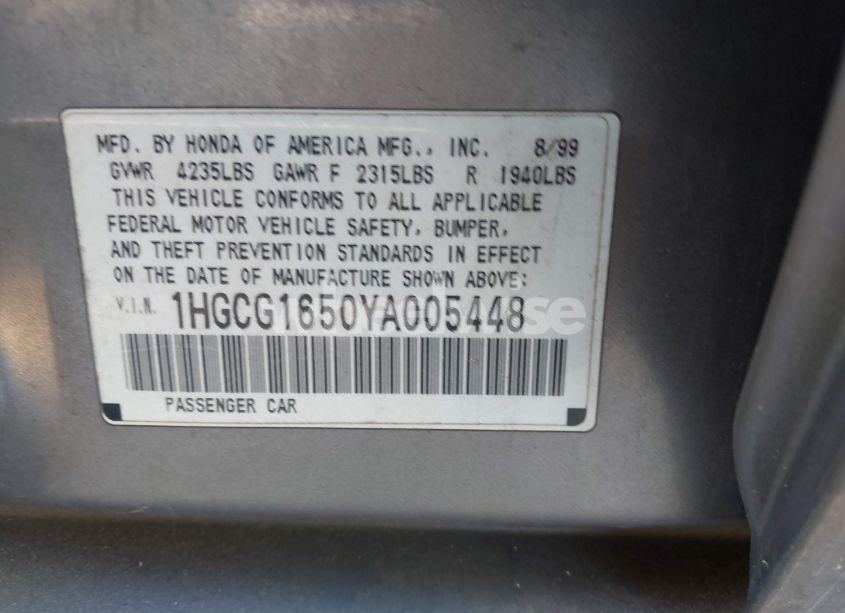 MFD. BY HONDA OF AMERICA MFG., INC. 8/99
GVWR 4235LBS GAWR F 2315LBS R 1940LBS
THIS VEHICLE CONFORMS TO ALL APPLICABLE
FEDERAL MOTOR VEHICLE SAFETY, BUMPER,
AND THEFT PREVENTION STANDARDS IN EFFECT
ON THE DATE OF MANUFACTURE SHOWN ABOVE:
V.I.N. 1HGCG1650YA005448
PASSENGER CAR